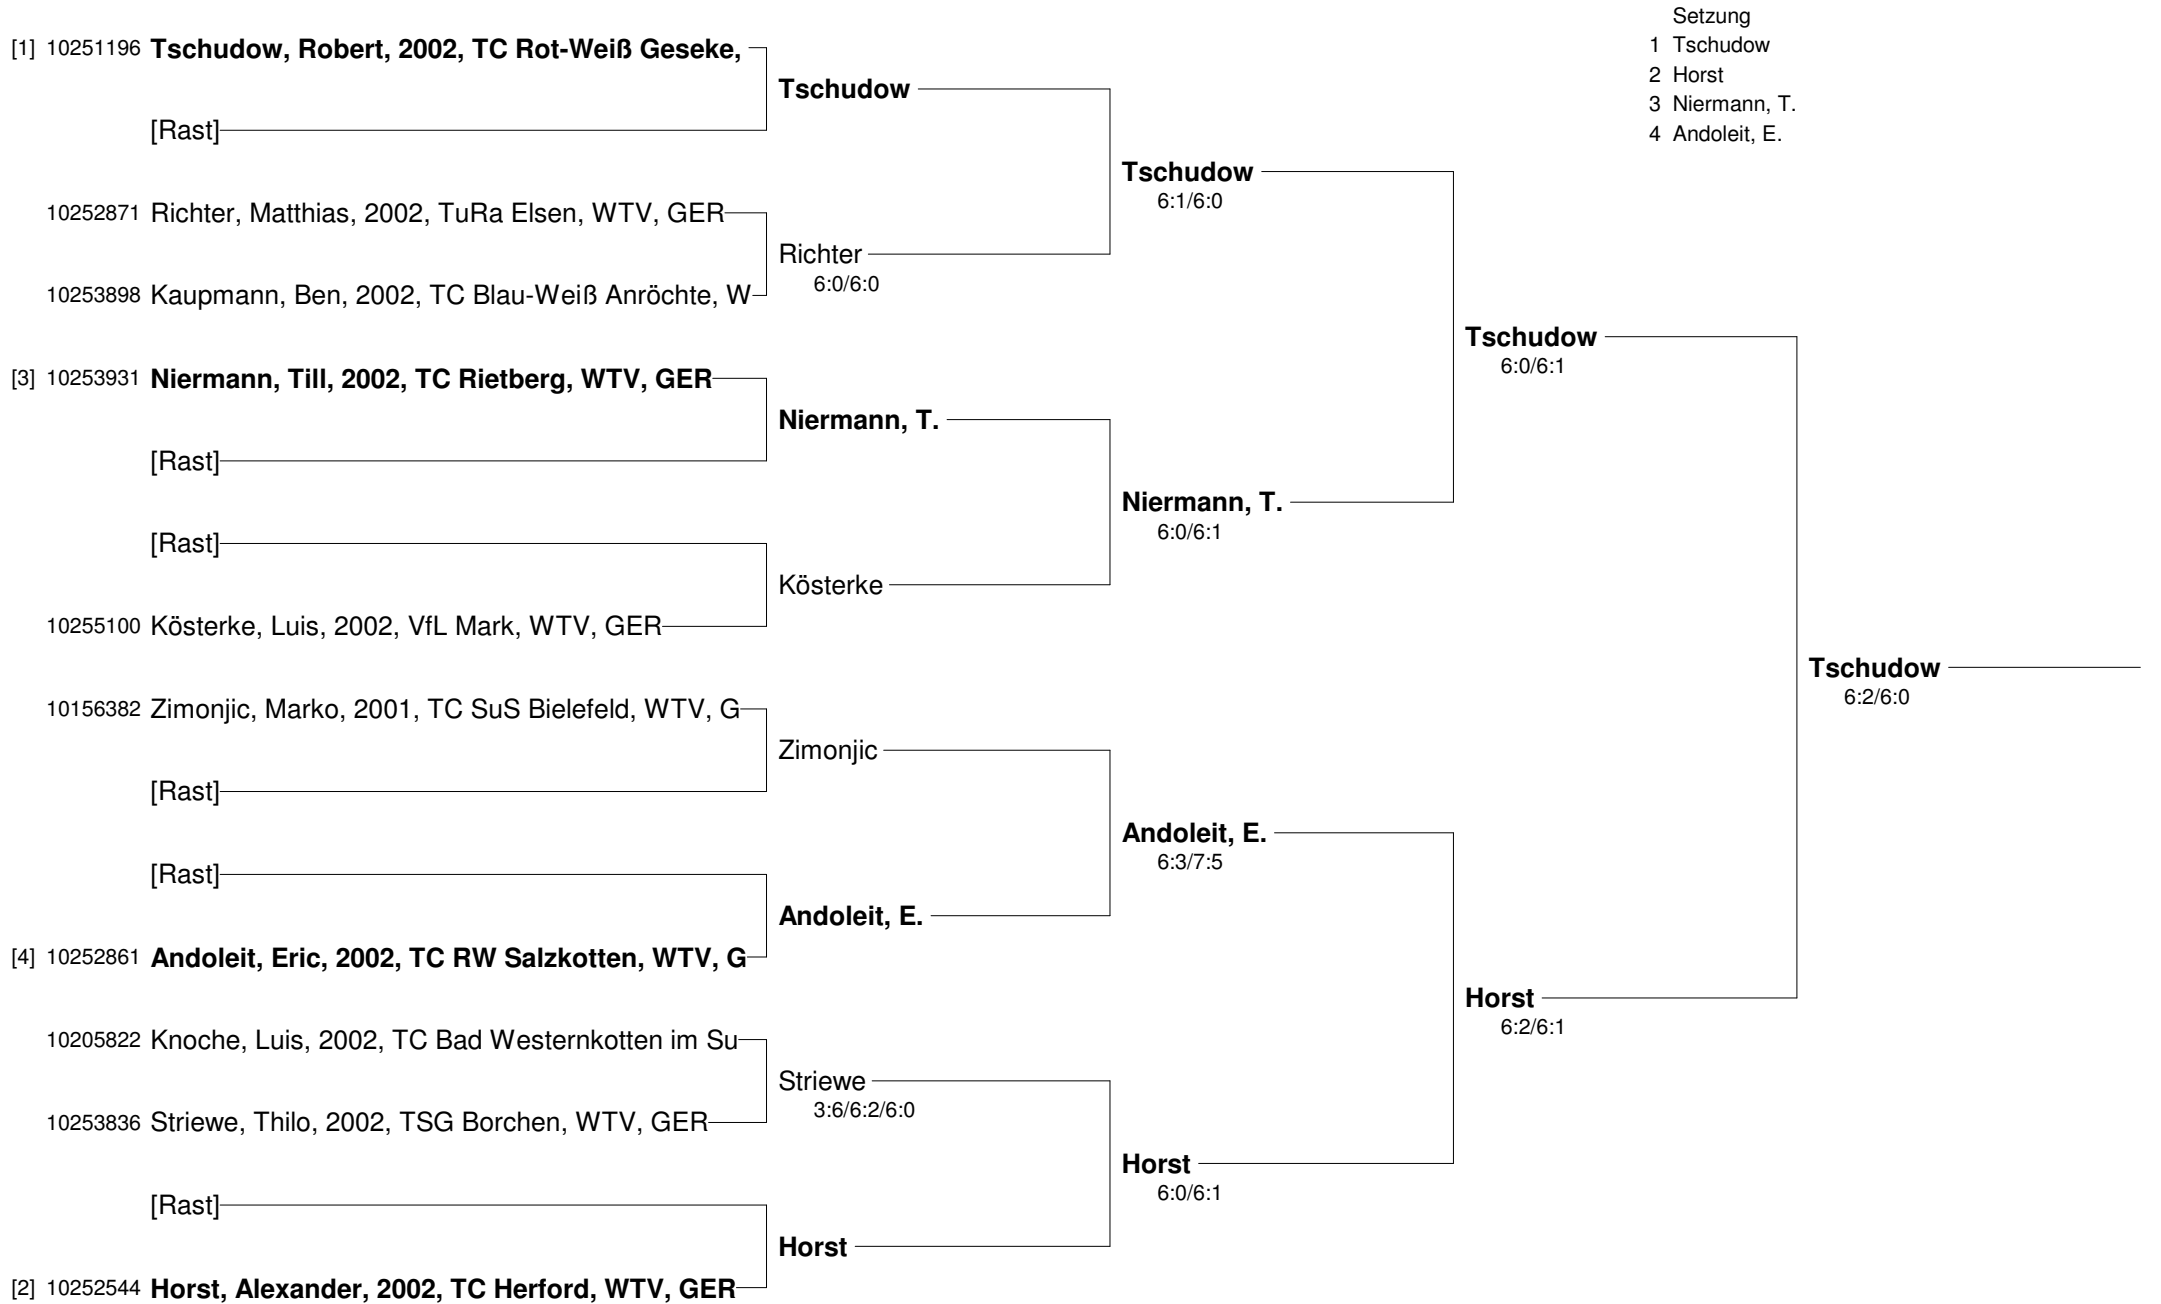 Setzung
1 Tschudow
2 Horst
3 Niermann, T.
4 Andoleit, E.
[1] 10251196 Tschudow, Robert, 2002, TC Rot-Weiß Geseke,
Tschudow
[Rast]
Tschudow
6:1/6:0
10252871 Richter, Matthias, 2002, TuRa Elsen, WTV, GER
Richter
6:0/6:0
10253898 Kaupmann, Ben, 2002, TC Blau-Weiß Anröchte, W
Tschudow
6:0/6:1
[3] 10253931 Niermann, Till, 2002, TC Rietberg, WTV, GER
Niermann, T.
[Rast]
Niermann, T.
6:0/6:1
[Rast]
Kösterke
10255100 Kösterke, Luis, 2002, VfL Mark, WTV, GER
Tschudow
6:2/6:0
10156382 Zimonjic, Marko, 2001, TC SuS Bielefeld, WTV, G
Zimonjic
[Rast]
Andoleit, E.
6:3/7:5
[Rast]
Andoleit, E.
[4] 10252861 Andoleit, Eric, 2002, TC RW Salzkotten, WTV, G
Horst
6:2/6:1
10205822 Knoche, Luis, 2002, TC Bad Westernkotten im Su
Striewe
3:6/6:2/6:0
10253836 Striewe, Thilo, 2002, TSG Borchen, WTV, GER
Horst
6:0/6:1
[Rast]
Horst
[2] 10252544 Horst, Alexander, 2002, TC Herford, WTV, GER